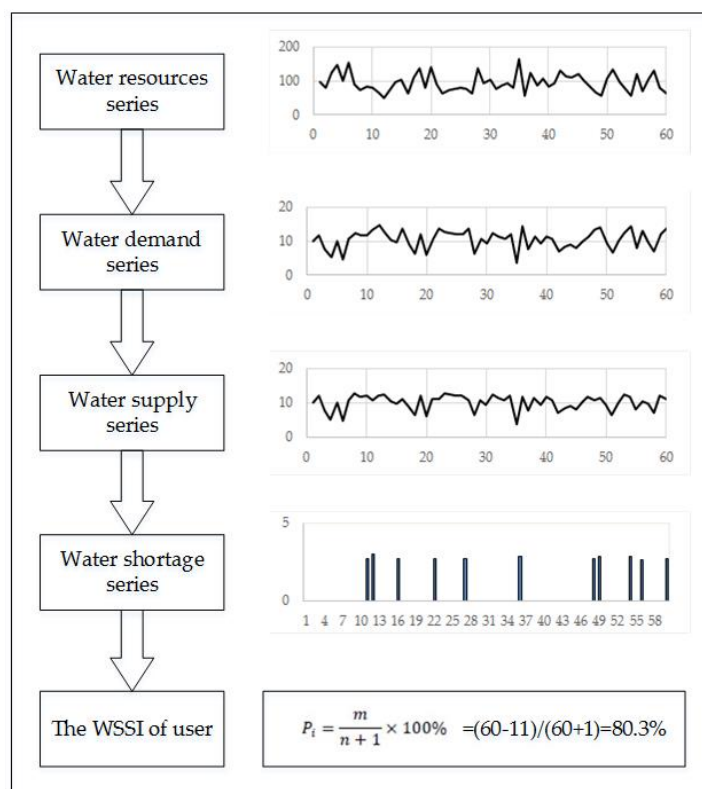 Water resources
series
200
100
0
0 10 20 30 40 50 60
Water demand
series
20
10
0
0 10 20 30 40 50 60
Water supply
series
20
10
0
0 10 20 30 40 50 60
Water shortage
series
5
0
1 4 7 10 13 16 19 22 25 28 31 34 37 40 43 46 49 52 55 58
The WSSI of user
P_i = m/(n + 1) × 100% =(60-11)/(60+1)=80.3%